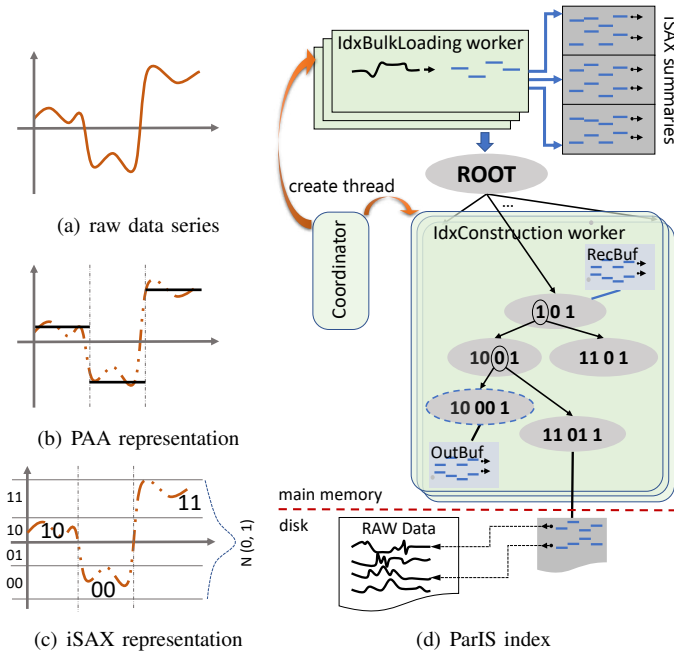 (a) raw data series
(b) PAA representation
11
10
01
00
10
00
11
N (0, 1)
(c) iSAX representation
IdxBulkLoading worker
iSAX summaries
ROOT
...
create thread
Coordinator
IdxConstruction worker
RecBuf
1 0 1
10 0 1
11 0 1
10 00 1
11 01 1
OutBuf
main memory
disk
RAW Data
(d) ParIS index